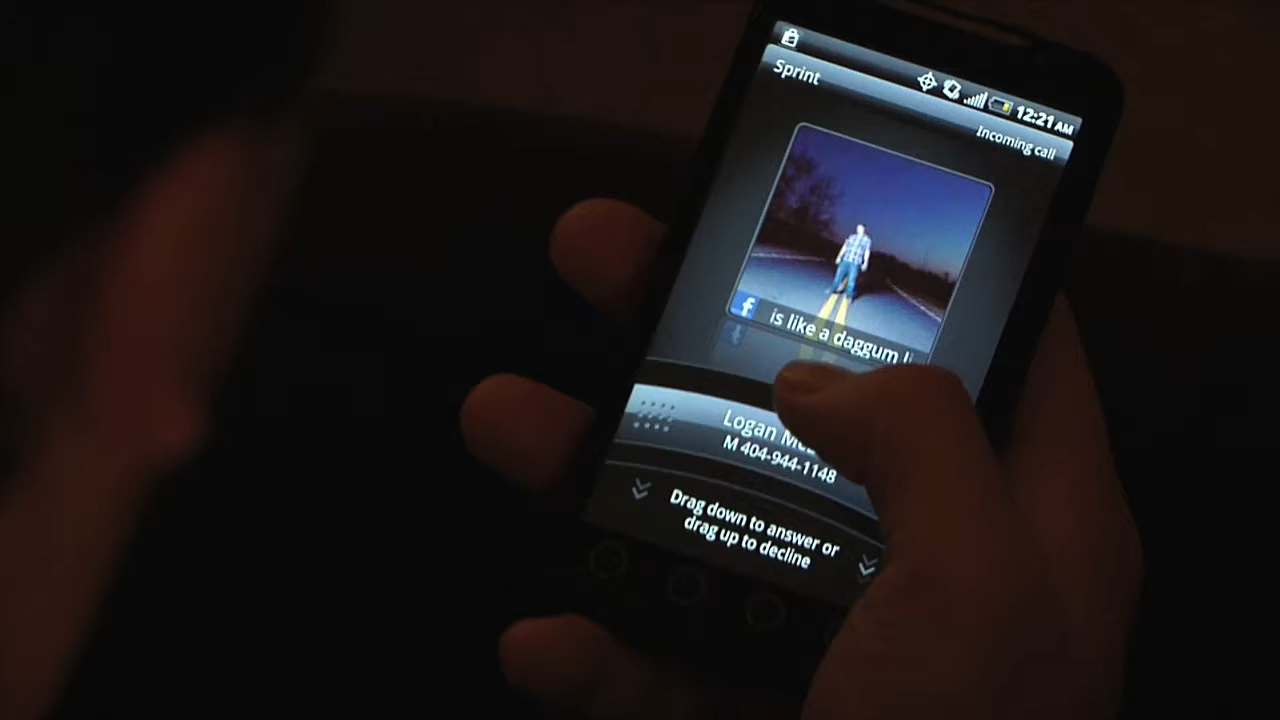 Sprint
12:21 AM
Incoming call
f
is like a daggum
Logan
M 404-944-1148
Drag down to answer or
drag up to decline